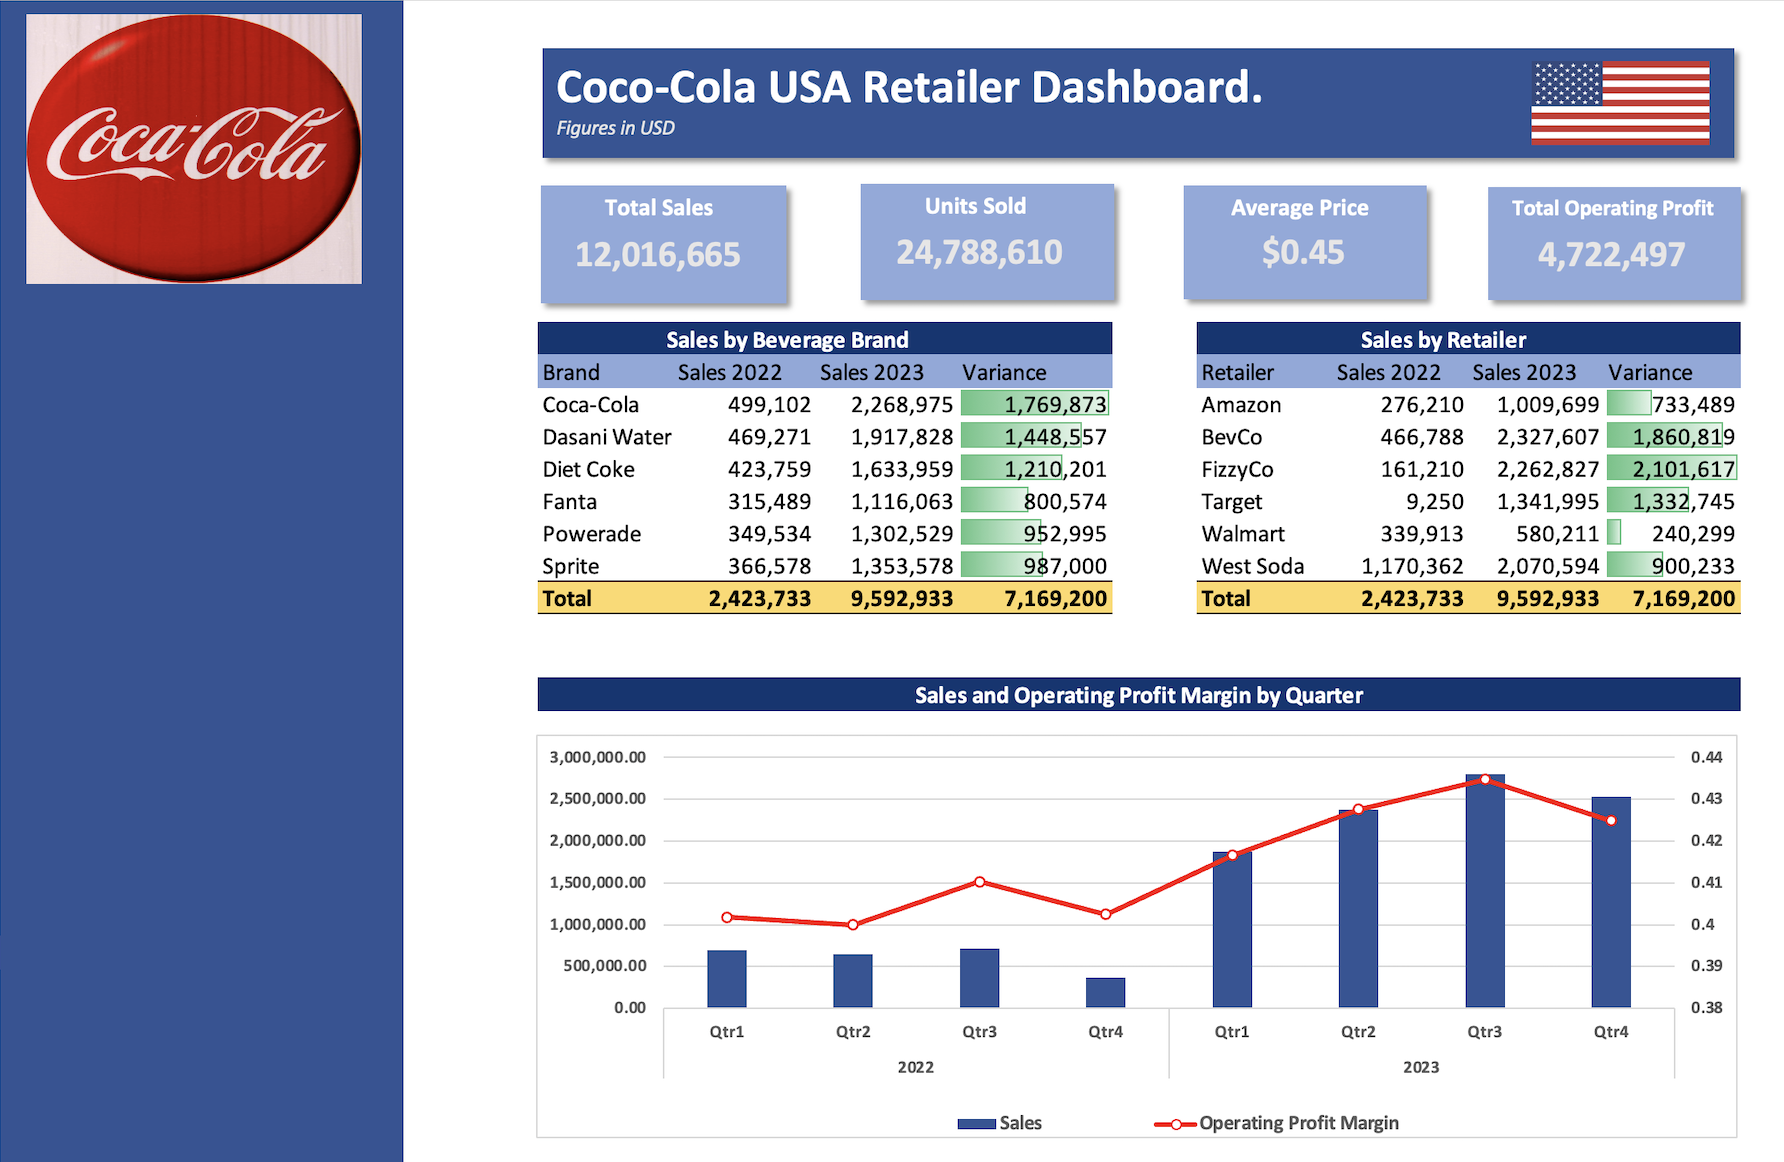 Coca-Cola
Coco-Cola USA Retailer Dashboard.
Figures in USD
Total Sales
12,016,665
Units Sold
24,788,610
Average Price
$0.45
Total Operating Profit
4,722,497
Sales by Beverage Brand
Brand Sales 2022 Sales 2023 Variance
Coca-Cola 499,102 2,268,975 1,769,873
Dasani Water 469,271 1,917,828 1,448,557
Diet Coke 423,759 1,633,959 1,210,201
Fanta 315,489 1,116,063 800,574
Powerade 349,534 1,302,529 952,995
Sprite 366,578 1,353,578 987,000
Total 2,423,733 9,592,933 7,169,200
Sales by Retailer
Retailer Sales 2022 Sales 2023 Variance
Amazon 276,210 1,009,699 733,489
BevCo 466,788 2,327,607 1,860,819
FizzyCo 161,210 2,262,827 2,101,617
Target 9,250 1,341,995 1,332,745
Walmart 339,913 580,211 240,299
West Soda 1,170,362 2,070,594 900,233
Total 2,423,733 9,592,933 7,169,200
Sales and Operating Profit Margin by Quarter
3,000,000.00 0.44
2,500,000.00 0.43
2,000,000.00 0.42
1,500,000.00 0.41
1,000,000.00 0.4
500,000.00 0.39
0.00 0.38
Qtr1 Qtr2 Qtr3 Qtr4 Qtr1 Qtr2 Qtr3 Qtr4
2022 2023
Sales Operating Profit Margin